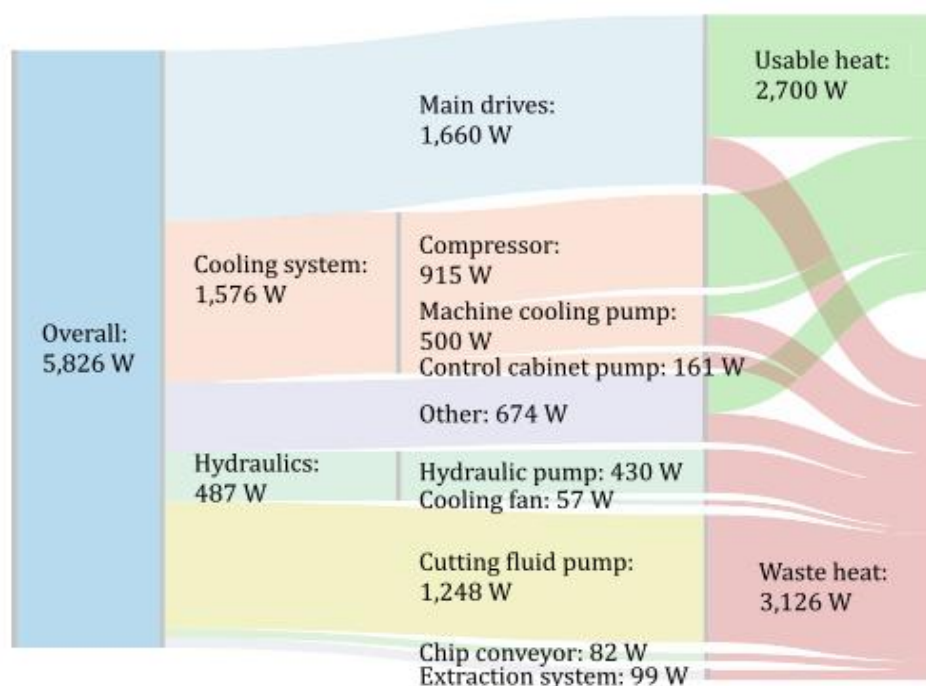 Overall:
5,826 W
Cooling system:
1,576 W
Hydraulics:
487 W
Main drives:
1,660 W
Compressor:
915 W
Machine cooling pump:
500 W
Control cabinet pump: 161 W
Other: 674 W
Hydraulic pump: 430 W
Cooling fan: 57 W
Cutting fluid pump:
1,248 W
Chip conveyor: 82 W
Extraction system: 99 W
Usable heat:
2,700 W
Waste heat:
3,126 W